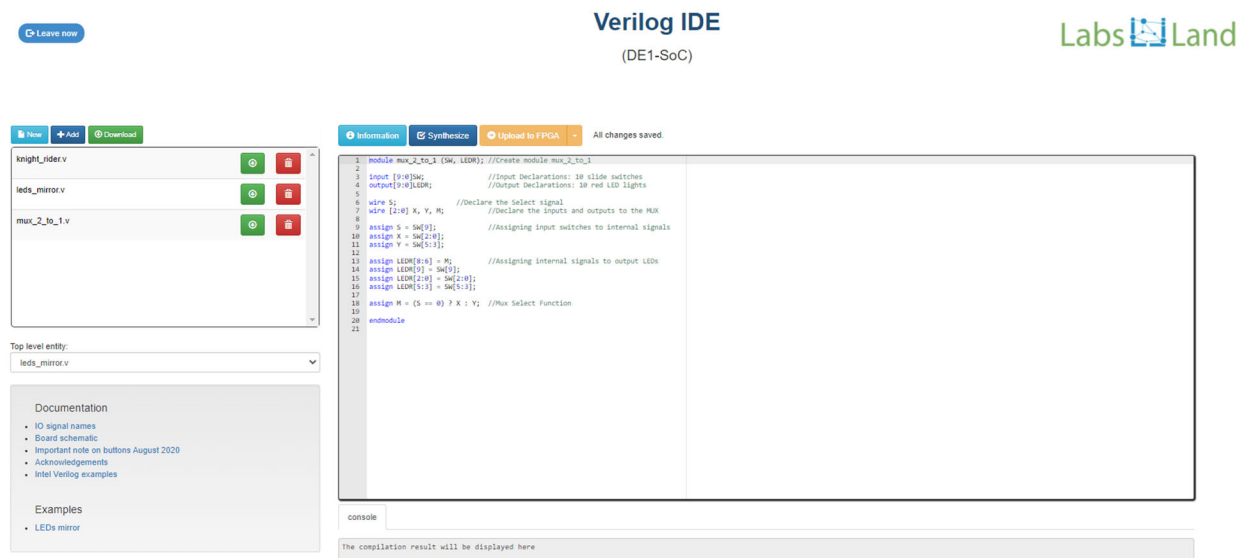 Leave now
Verilog IDE
(DE1-SoC)
Labs Land
New Add Download
knight_rider.v
leds_mirror.v
mux_2_to_1.v
Top level entity:
leds_mirror.v
Documentation
IO signal names
Board schematic
Important note on buttons August 2020
Acknowledgements
Intel Verilog examples
Examples
LEDs mirror
Information Synthesize Upload to FPGA All changes saved.
1 module mux_2_to_1 (SW, LEDR); //Create module mux_2_to_1
2
3 input [9:0]SW; //Input Declarations: 10 slide switches
4 output[9:0]LEDR; //Output Declarations: 10 red LED lights
5
6 wire S; //Declare the Select signal
7 wire [2:0] X, Y, M; //Declare the inputs and outputs to the MUX
8
9 assign S = SW[9]; //Assigning input switches to internal signals
10 assign X = SW[2:0];
11 assign Y = SW[5:3];
12
13 assign LEDR[8:6] = M; //Assigning internal signals to output LEDs
14 assign LEDR[9] = SW[9];
15 assign LEDR[2:0] = SW[2:0];
16 assign LEDR[5:3] = SW[5:3];
17
18 assign M = (S == 0) ? X : Y; //Mux Select Function
19
20 endmodule
21
console
The compilation result will be displayed here